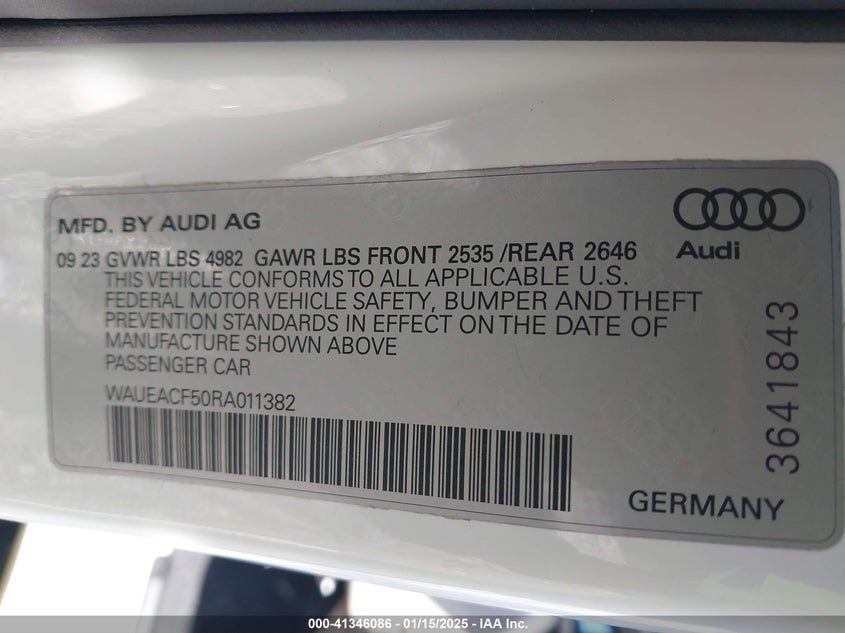 MFD. BY AUDI AG
Audi
09 23 GVWR LBS 4982 GAWR LBS FRONT 2535 /REAR 2646
THIS VEHICLE CONFORMS TO ALL APPLICABLE U.S.
FEDERAL MOTOR VEHICLE SAFETY, BUMPER AND THEFT
PREVENTION STANDARDS IN EFFECT ON THE DATE OF
MANUFACTURE SHOWN ABOVE
PASSENGER CAR
WAUEACF50RA011382
3641843
GERMANY
000-41346086 - 01/15/2025 - IAA Inc.